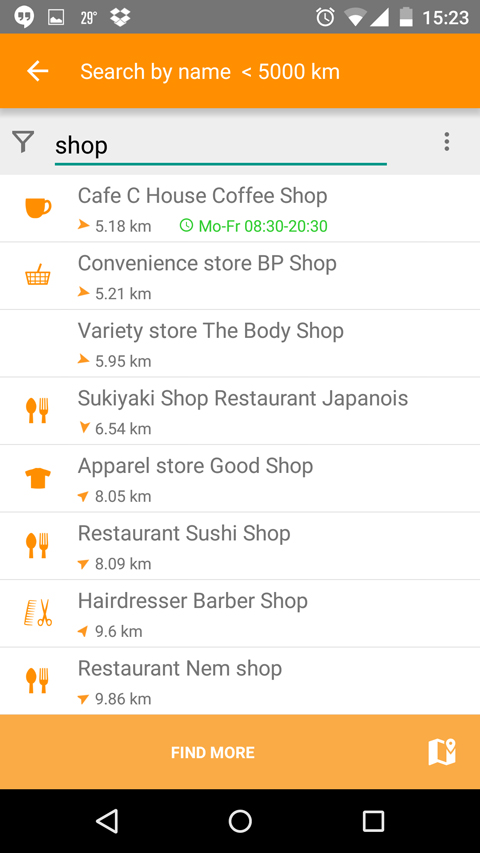 29°
15:23
Search by name < 5000 km
shop
Cafe C House Coffee Shop
5.18 km Mo-Fr 08:30-20:30
Convenience store BP Shop
5.21 km
Variety store The Body Shop
5.95 km
Sukiyaki Shop Restaurant Japanois
6.54 km
Apparel store Good Shop
8.05 km
Restaurant Sushi Shop
8.09 km
Hairdresser Barber Shop
9.6 km
Restaurant Nem shop
9.86 km
FIND MORE